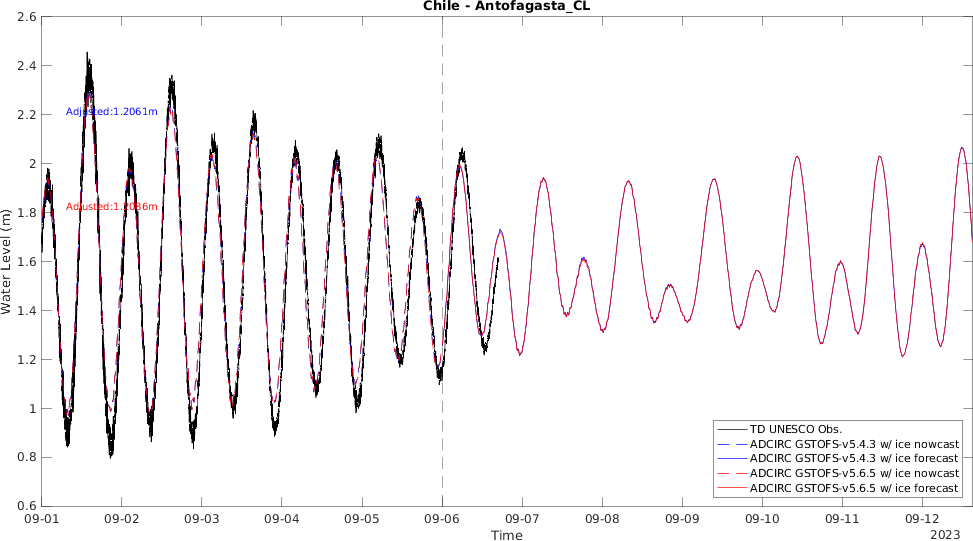 Chile - Antofagasta_CL
2.6
2.4
2.2
2
1.8
1.6
1.4
1.2
1
0.8
0.6
Water Level (m)
Adjusted:1.2061m
Adjusted:1.2036m
TD UNESCO Obs.
ADCIRC GSTOFS-v5.4.3 w/ ice nowcast
ADCIRC GSTOFS-v5.4.3 w/ ice forecast
ADCIRC GSTOFS-v5.6.5 w/ ice nowcast
ADCIRC GSTOFS-v5.6.5 w/ ice forecast
09-01 09-02 09-03 09-04 09-05 09-06 09-07 09-08 09-09 09-10 09-11 09-12
Time
2023